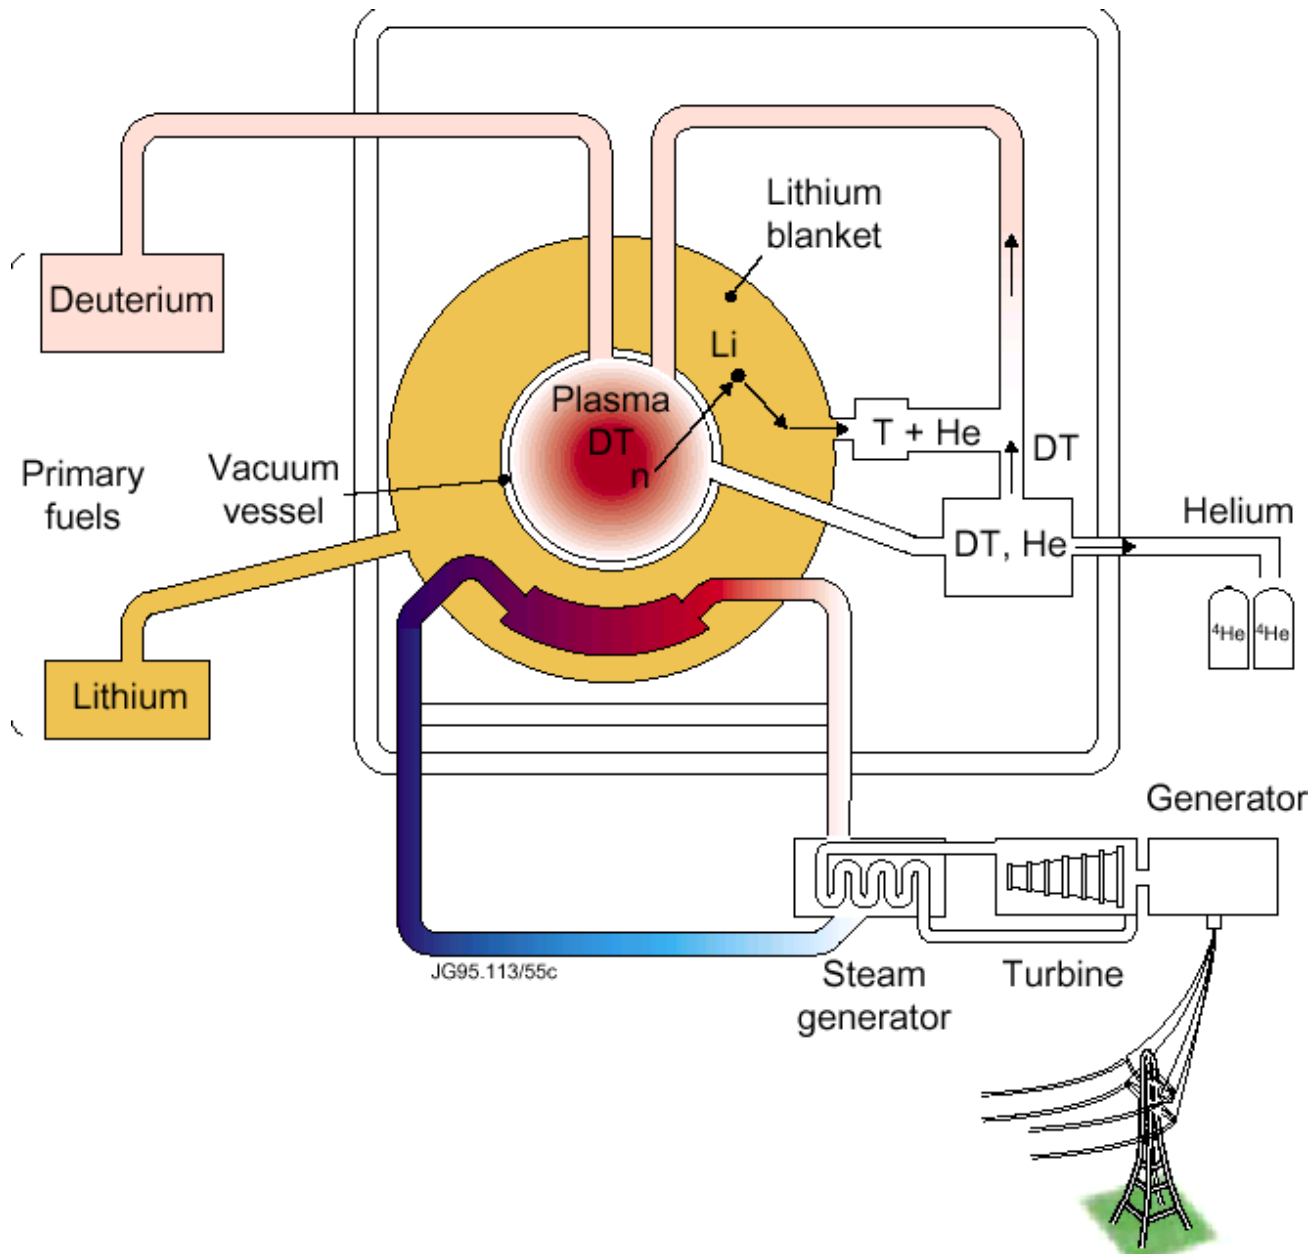 Lithium
blanket
Deuterium
Li
Plasma
DT
n
T + He
DT
Primary
fuels
Vacuum
vessel
DT, He
Helium
⁴He
⁴He
Lithium
Generator
JG95.113/55c
Steam
generator
Turbine